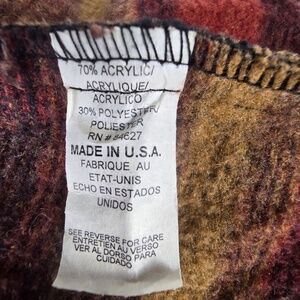 70% ACRYLIC/
ACRYLIQUE/
ACRYLICO
30% POLYESTER/
POLIESTER
RN # 84627
MADE IN U.S.A.
FABRIQUE AU
ETAT-UNIS
ECHO EN ESTADOS
UNIDOS
SEE REVERSE FOR CARE
ENTRETIEN AU VERSO
VER AL DORSO PARA
CUIDADO